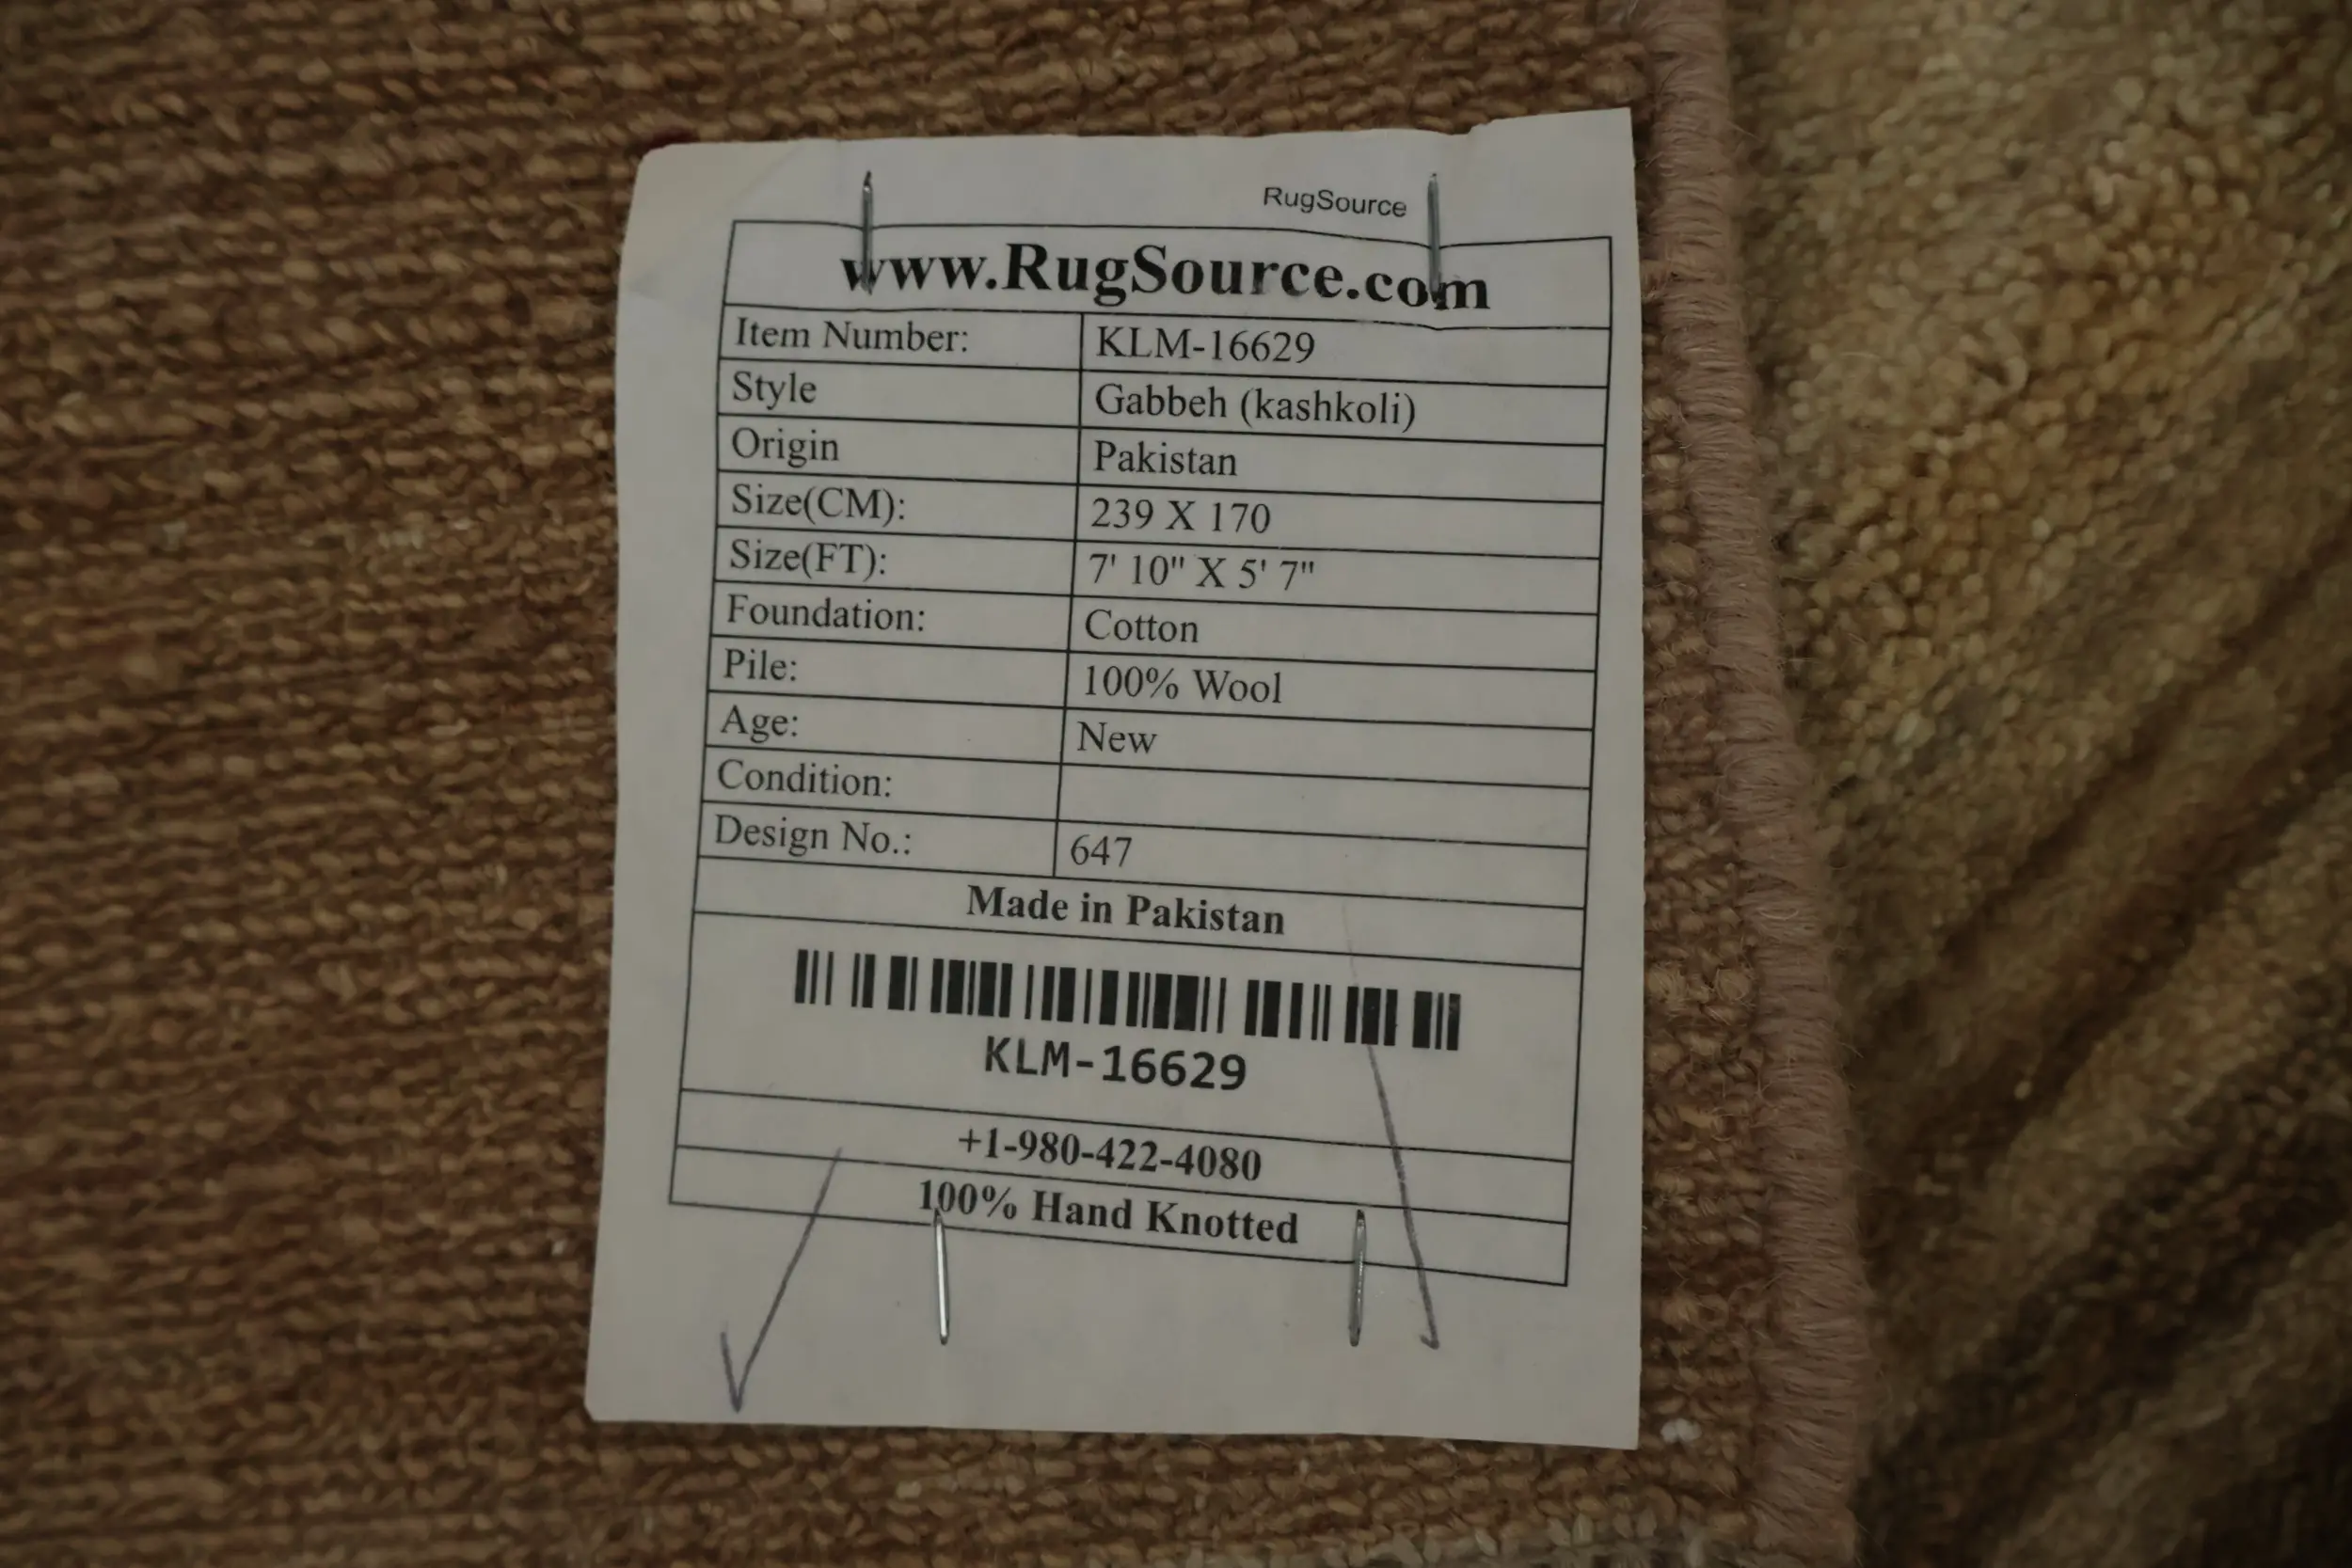 RugSource
www.RugSource.com
Item Number: KLM-16629
Style Gabbeh (kashkoli)
Origin Pakistan
Size(CM): 239 X 170
Size(FT): 7' 10" X 5' 7"
Foundation: Cotton
Pile: 100% Wool
Age: New
Condition:
Design No.: 647
Made in Pakistan
KLM-16629
+1-980-422-4080
100% Hand Knotted